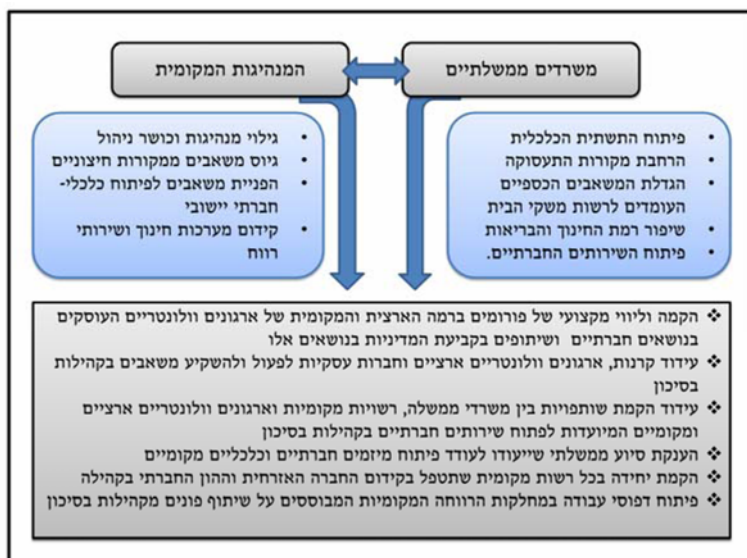 משרדים ממשלתיים
המנהיגות המקומית
• פיתוח התשתית הכלכלית
• הרחבת מקורות התעסוקה
• הגדלת המשאבים הכספיים
העומדים לרשות משקי הבית
• שיפור רמת החינוך והבריאות
• פיתוח השירותים החברתיים.
• גילוי מנהיגות וכושר ניהול
• גיוס משאבים ממקורות חיצוניים
• הפניית משאבים לפיתוח כלכלי-
חברתי יישובי
• קידום מערכות חינוך ושירותי
רווח
❖ הקמה וליווי מקצועי של פורומים ברמה הארצית והמקומית של ארגונים וולונטריים העוסקים
בנושאים חברתיים ושיתופים בקביעת המדיניות בנושאים אלו
❖ עידוד קרנות, ארגונים וולונטריים ארציים וחברות עסקיות לפעול ולהשקיע משאבים בקהילות
בסיכון
❖ עידוד הקמת שותפויות בין משרדי ממשלה, רשויות מקומיות וארגונים וולונטריים ארציים
ומקומיים המיועדות לפתוח שירותים חברתיים בקהילות בסיכון
❖ הענקת סיוע ממשלתי שייעודו לעודד פיתוח מיזמים חברתיים וכלכליים מקומיים
❖ הקמת יחידה בכל רשות מקומית שתטפל בקידום החברה האזרחית וההון החברתי בקהילה
❖ פיתוח דפוסי עבודה במחלקות הרווחה המקומיות המבוססים על שיתוף פונים מקהילות בסיכון